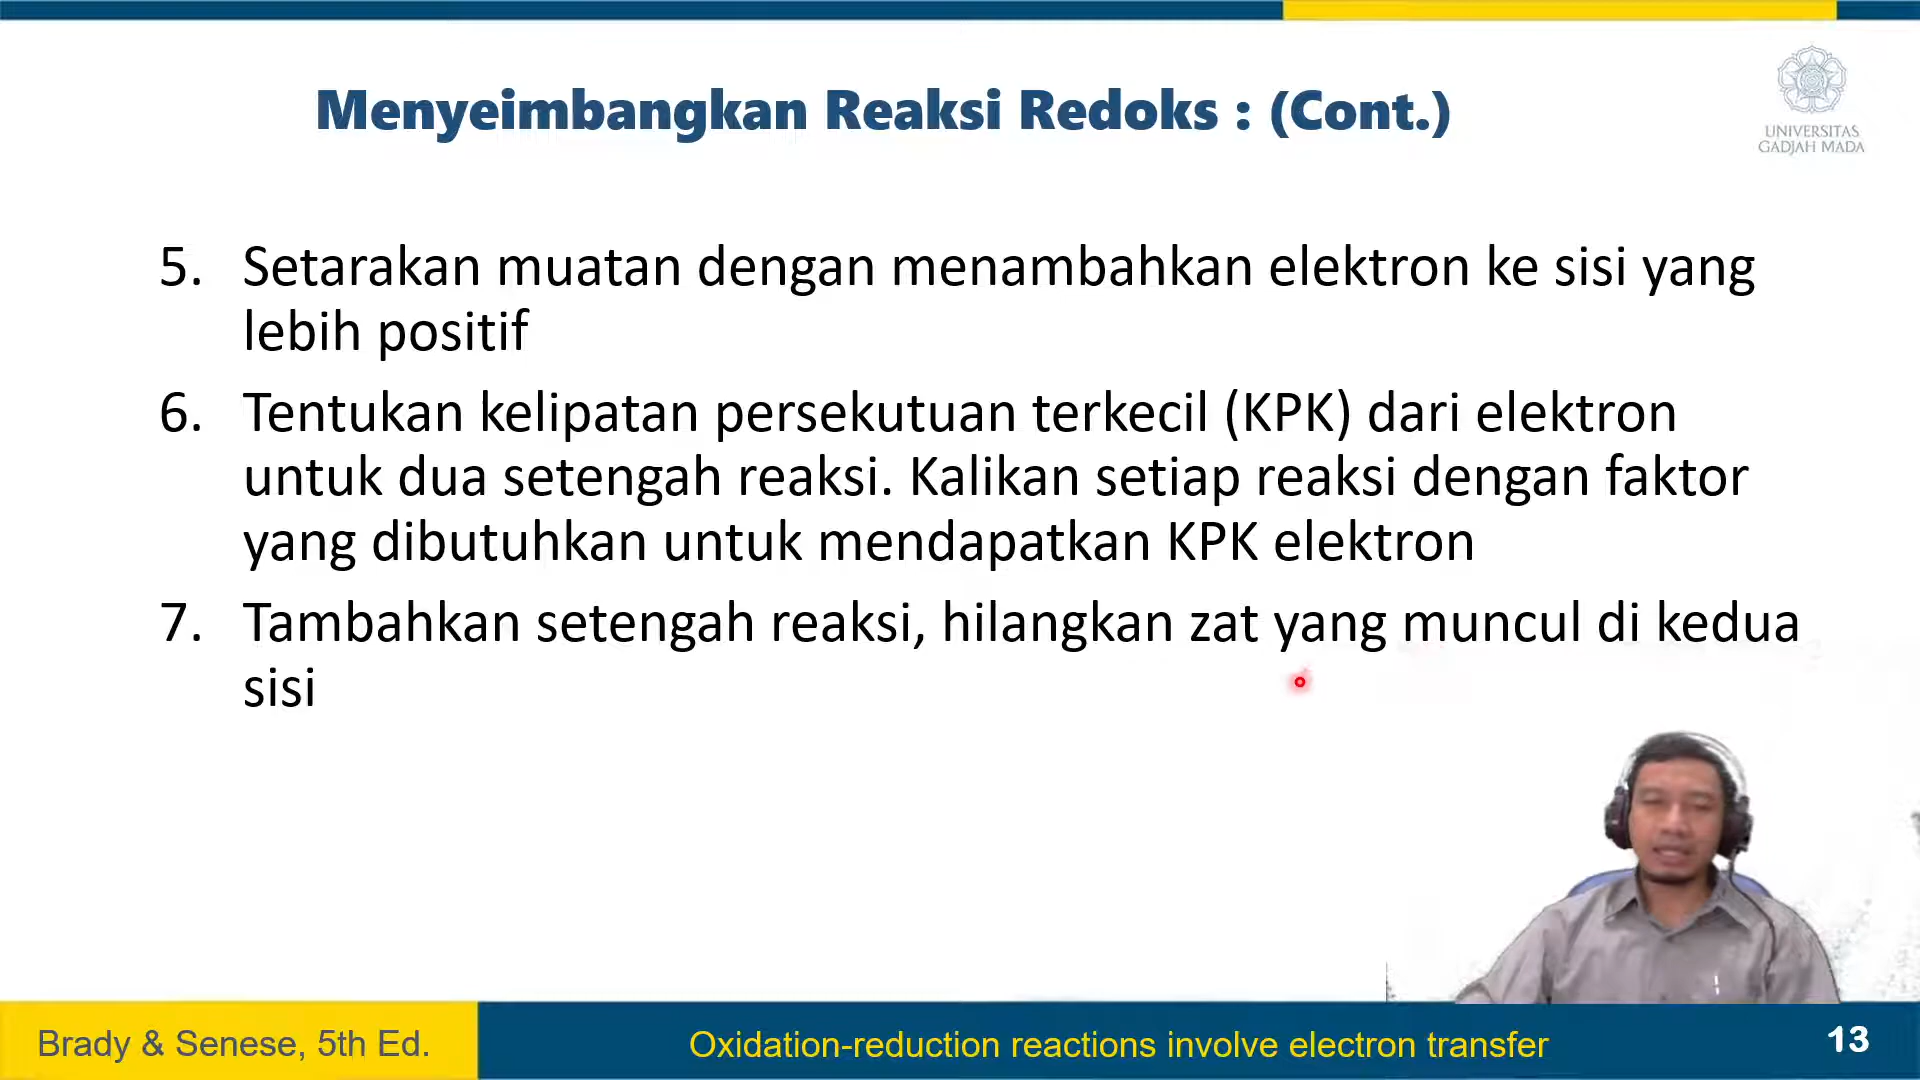 Menyeimbangkan Reaksi Redoks : (Cont.)
UNIVERSITAS
GADJAH MADA
5. Setarakan muatan dengan menambahkan elektron ke sisi yang
lebih positif
6. Tentukan kelipatan persekutuan terkecil (KPK) dari elektron
untuk dua setengah reaksi. Kalikan setiap reaksi dengan faktor
yang dibutuhkan untuk mendapatkan KPK elektron
7. Tambahkan setengah reaksi, hilangkan zat yang muncul di kedua
sisi
Brady & Senese, 5th Ed.
Oxidation-reduction reactions involve electron transfer
13